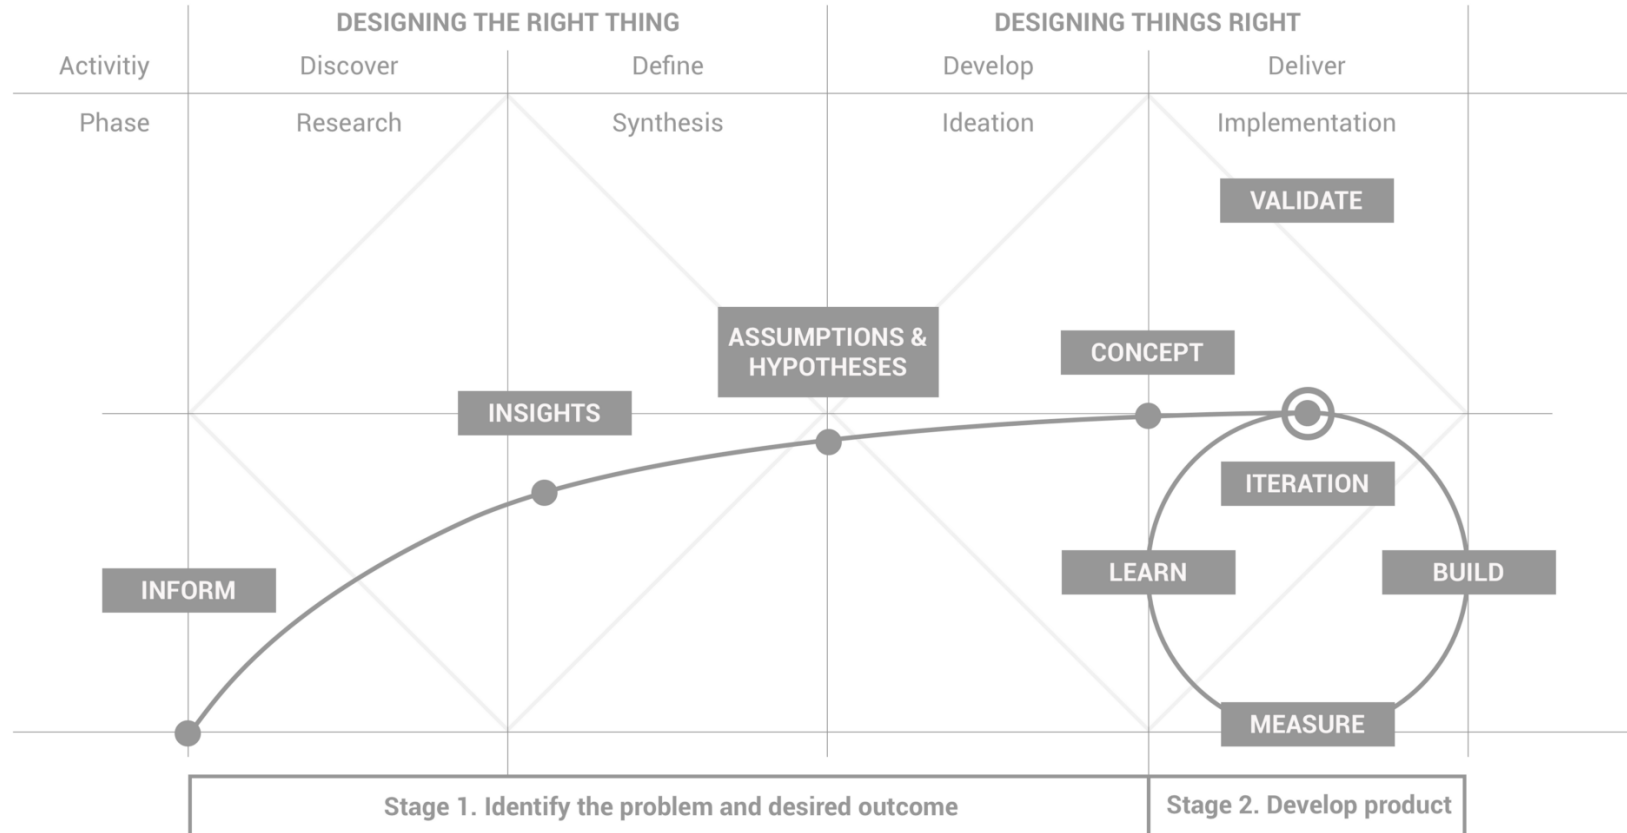 DESIGNING THE RIGHT THING
DESIGNING THINGS RIGHT
Activitiy
Discover
Define
Develop
Deliver
Phase
Research
Synthesis
Ideation
Implementation
VALIDATE
ASSUMPTIONS &
HYPOTHESES
CONCEPT
INSIGHTS
ITERATION
LEARN
BUILD
INFORM
MEASURE
Stage 1. Identify the problem and desired outcome
Stage 2. Develop product